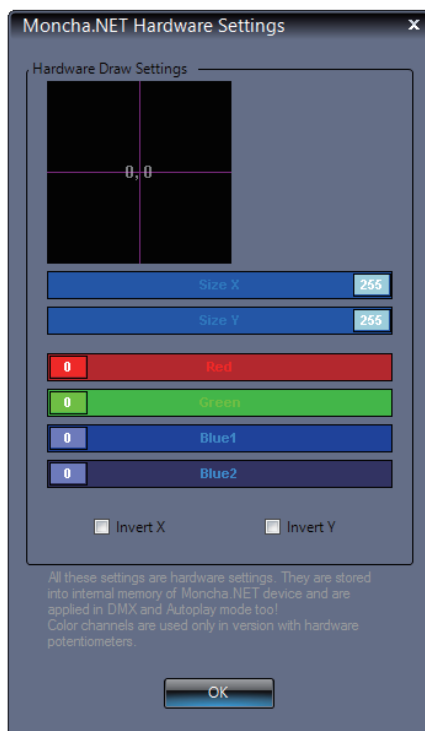 Moncha.NET Hardware Settings x
Hardware Draw Settings
0, 0
Size X 255
Size Y 255
0 Red
0 Green
0 Blue1
0 Blue2
Invert X Invert Y
All these settings are hardware settings. They are stored
into internal memory of Moncha.NET device and are
applied in DMX and Autoplay mode too!
Color channels are used only in version with hardware
potentiometers.
OK